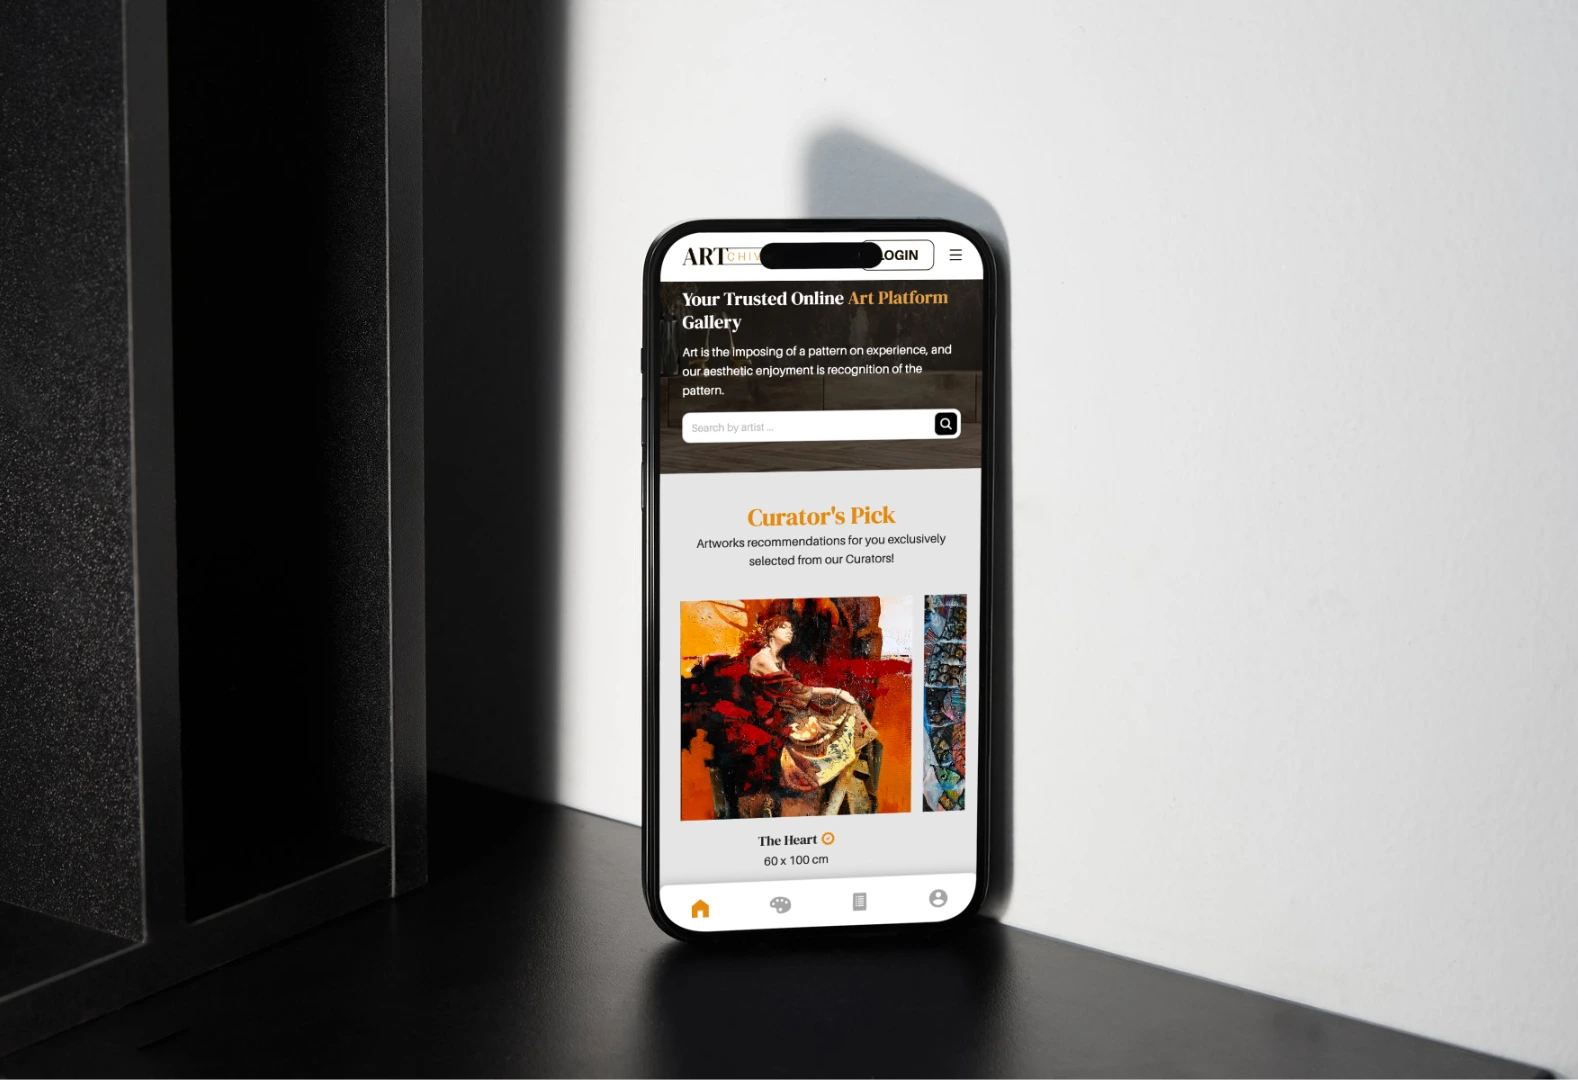 ARTCHIV LOGIN
Your Trusted Online Art Platform
Gallery
Art is the imposing of a pattern on experience, and
our aesthetic enjoyment is recognition of the
pattern.
Search by artist ...
Curator's Pick
Artworks recommendations for you exclusively
selected from our Curators!
The Heart
60 x 100 cm